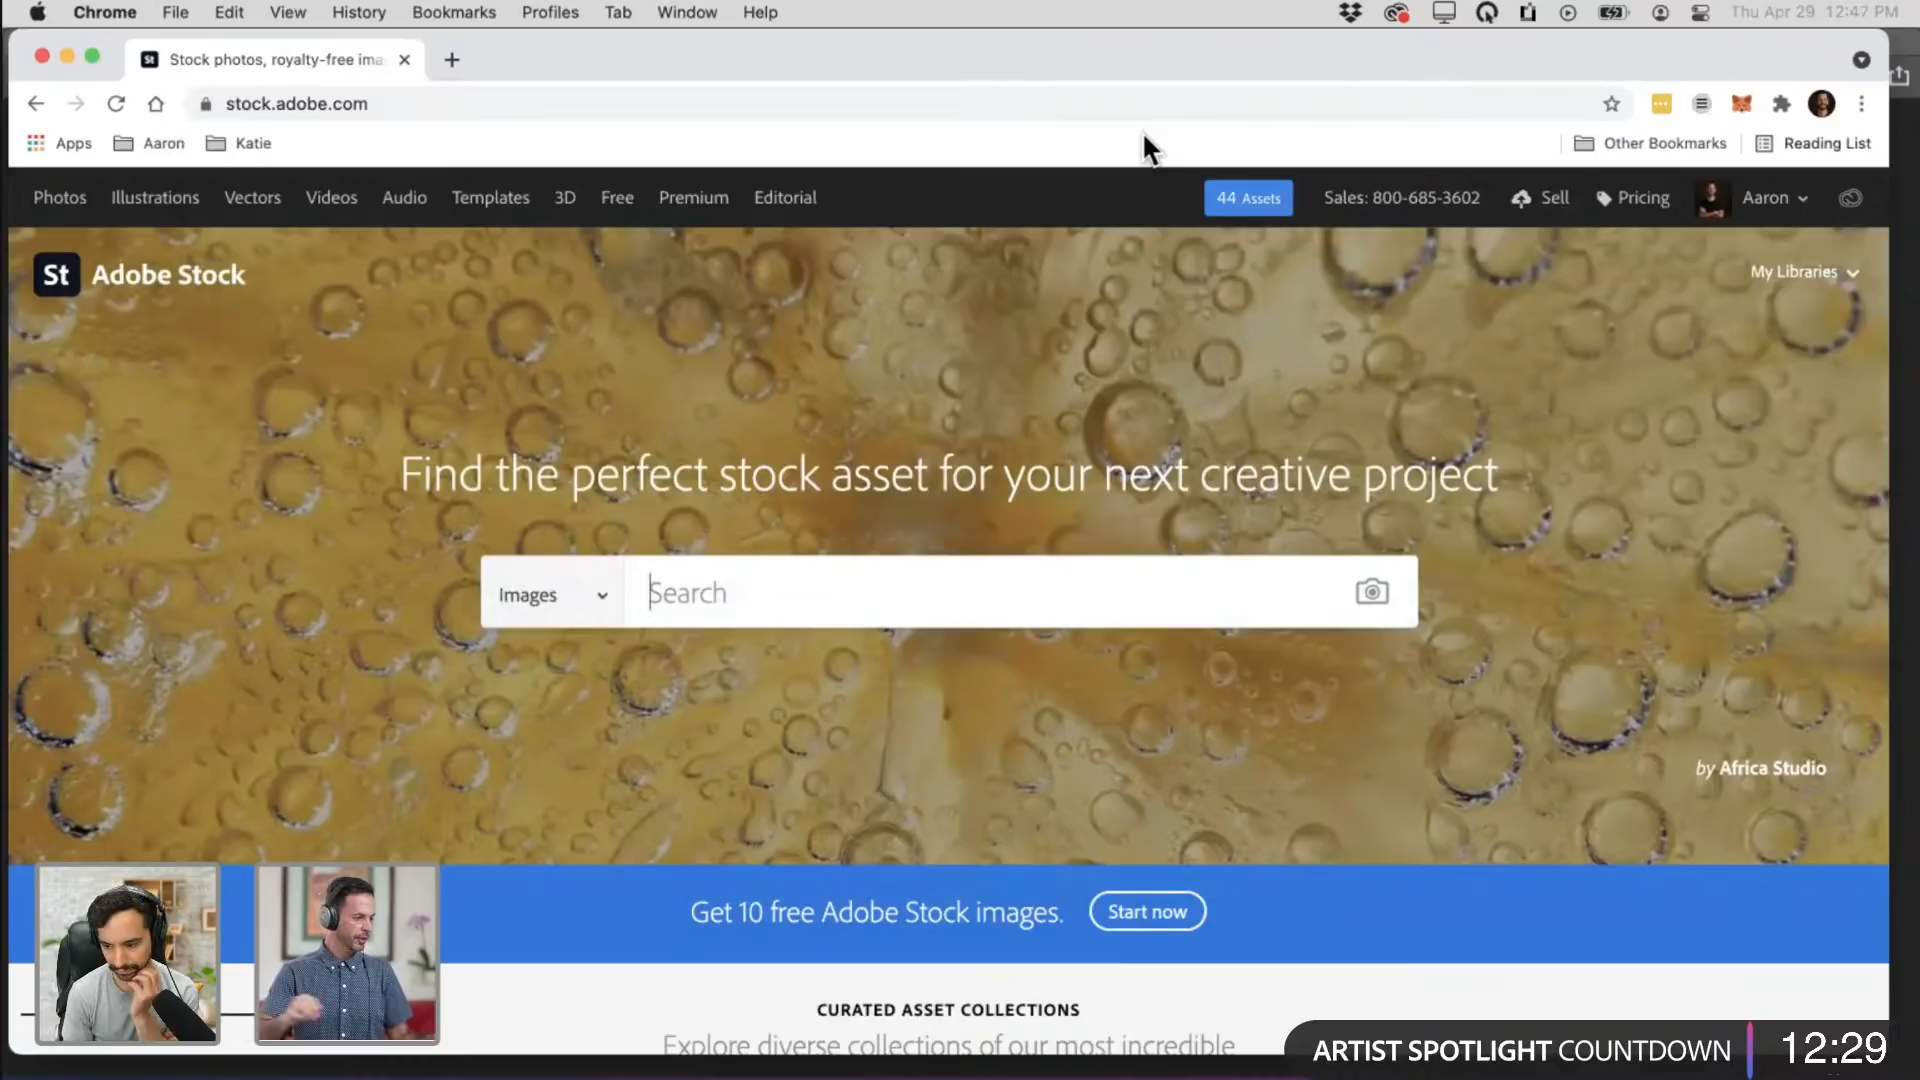 Chrome File Edit View History Bookmarks Profiles Tab Window Help Thu Apr 29 12:47 PM
St Stock photos, royalty-free ima
stock.adobe.com
Apps Aaron Katie Other Bookmarks Reading List
Photos Illustrations Vectors Videos Audio Templates 3D Free Premium Editorial 44 Assets Sales: 800-685-3602 Sell Pricing Aaron
St Adobe Stock My Libraries
Find the perfect stock asset for your next creative project
Images Search
by Africa Studio
Get 10 free Adobe Stock images. Start now
CURATED ASSET COLLECTIONS
Explore diverse collections of our most incredible
ARTIST SPOTLIGHT COUNTDOWN 12:29